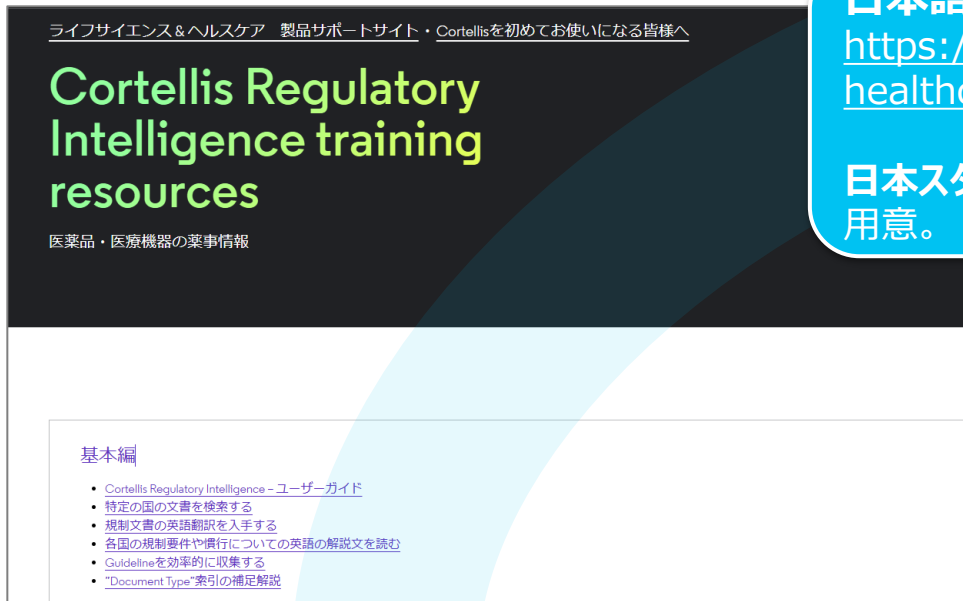 ライフサイエンス＆ヘルスケア　製品サポートサイト・Cortellisを初めてお使いになる皆様へ
Cortellis Regulatory
Intelligence training
resources
医薬品・医療機器の薬事情報
日本語
https:/
health
日本スタ
用意。
基本編
Cortellis Regulatory Intelligence – ユーザーガイド
特定の国の文書を検索する
規制文書の英語翻訳を入手する
各国の規制要件や慣行についての英語の解説文を読む
Guidelineを効率的に収集する
“Document Type”索引の補足解説